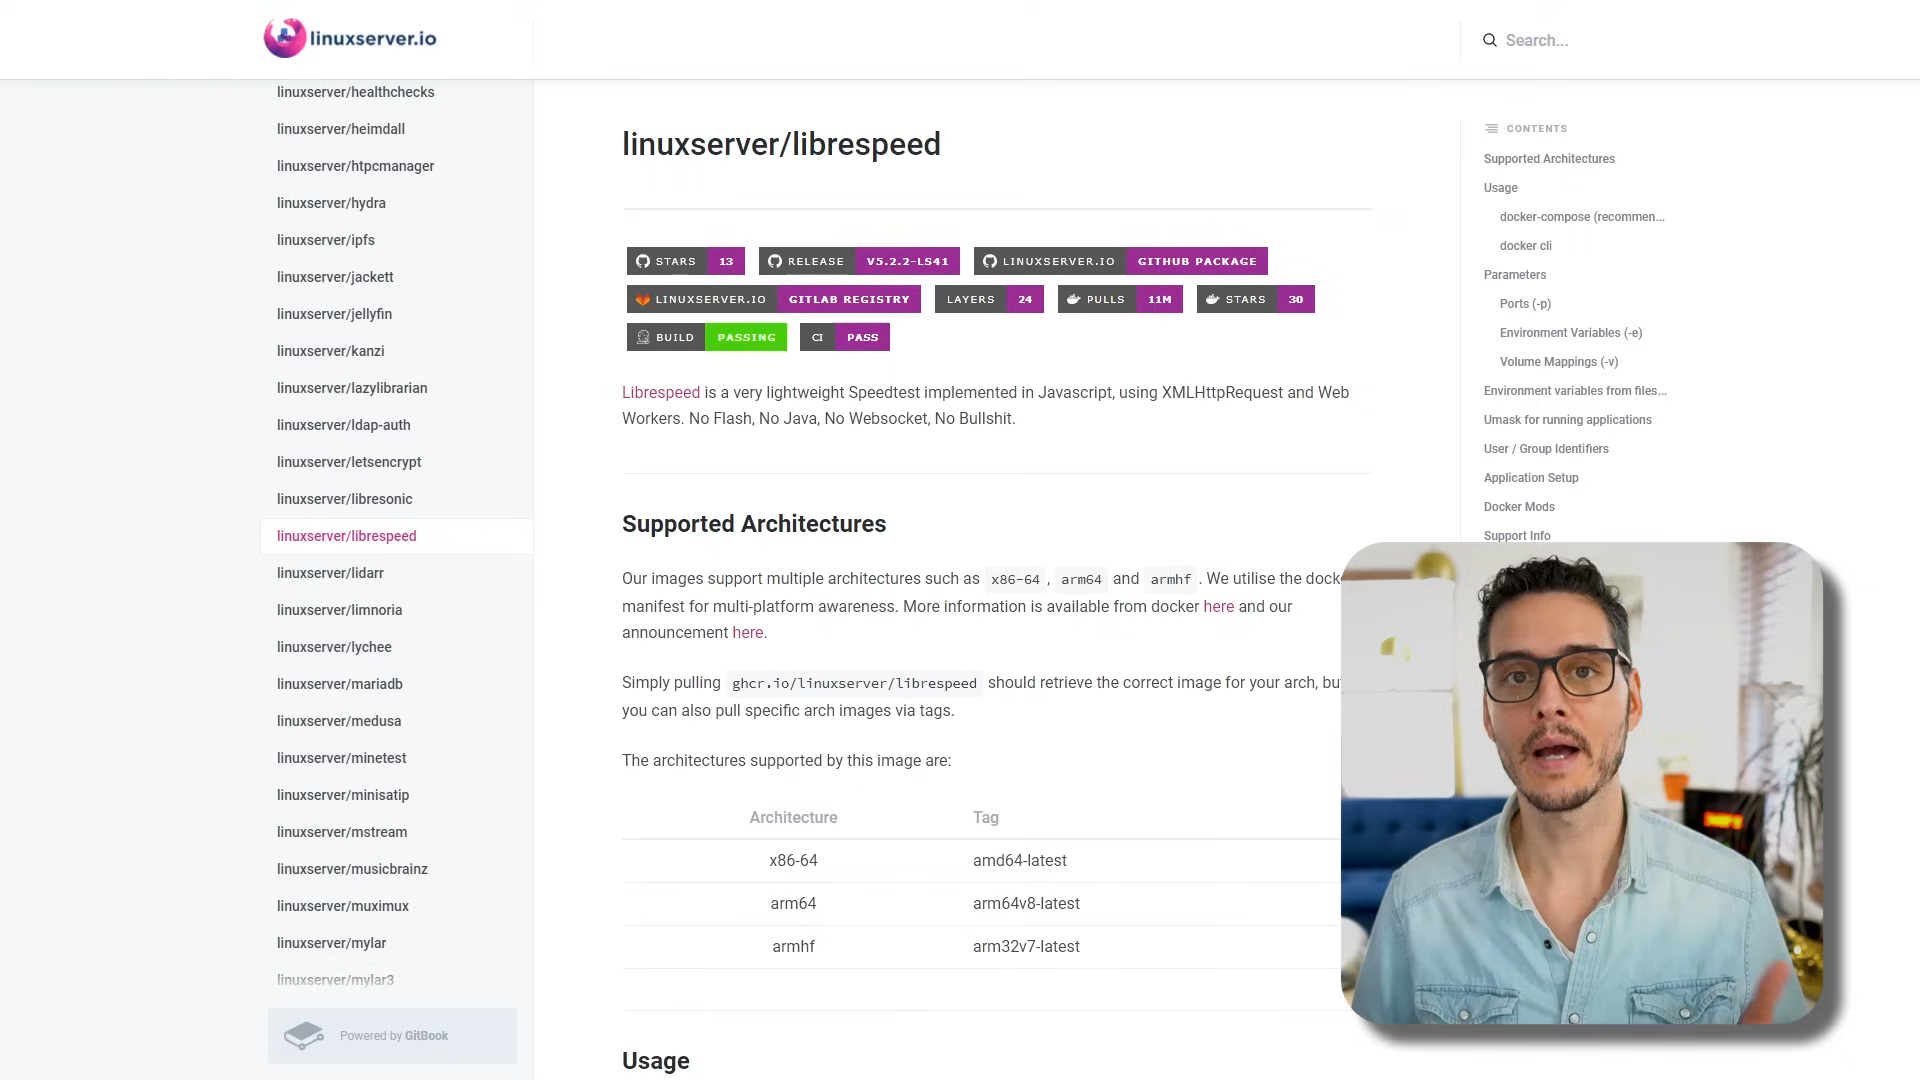 linuxserver.io
Search...
linuxserver/healthchecks
linuxserver/heimdall
linuxserver/htpcmanager
linuxserver/hydra
linuxserver/ipfs
linuxserver/jackett
linuxserver/jellyfin
linuxserver/kanzi
linuxserver/lazylibrarian
linuxserver/ldap-auth
linuxserver/letsencrypt
linuxserver/libresonic
linuxserver/librespeed
linuxserver/lidarr
linuxserver/limnoria
linuxserver/lychee
linuxserver/mariadb
linuxserver/medusa
linuxserver/minetest
linuxserver/minisatip
linuxserver/mstream
linuxserver/musicbrainz
linuxserver/muximux
linuxserver/mylar
linuxserver/mylar3
Powered by GitBook
linuxserver/librespeed
STARS 13 RELEASE V5.2.2-LS41 LINUXSERVER.IO GITHUB PACKAGE
LINUXSERVER.IO GITLAB REGISTRY LAYERS 24 PULLS 11M STARS 30
BUILD PASSING CI PASS
Librespeed is a very lightweight Speedtest implemented in Javascript, using XMLHttpRequest and Web
Workers. No Flash, No Java, No Websocket, No Bullshit.
Supported Architectures
Our images support multiple architectures such as x86-64 , arm64 and armhf . We utilise the docke
manifest for multi-platform awareness. More information is available from docker here and our
announcement here.
Simply pulling ghcr.io/linuxserver/librespeed should retrieve the correct image for your arch, but
you can also pull specific arch images via tags.
The architectures supported by this image are:
Architecture Tag
x86-64 amd64-latest
arm64 arm64v8-latest
armhf arm32v7-latest
Usage
CONTENTS
Supported Architectures
Usage
docker-compose (recommen...
docker cli
Parameters
Ports (-p)
Environment Variables (-e)
Volume Mappings (-v)
Environment variables from files...
Umask for running applications
User / Group Identifiers
Application Setup
Docker Mods
Support Info